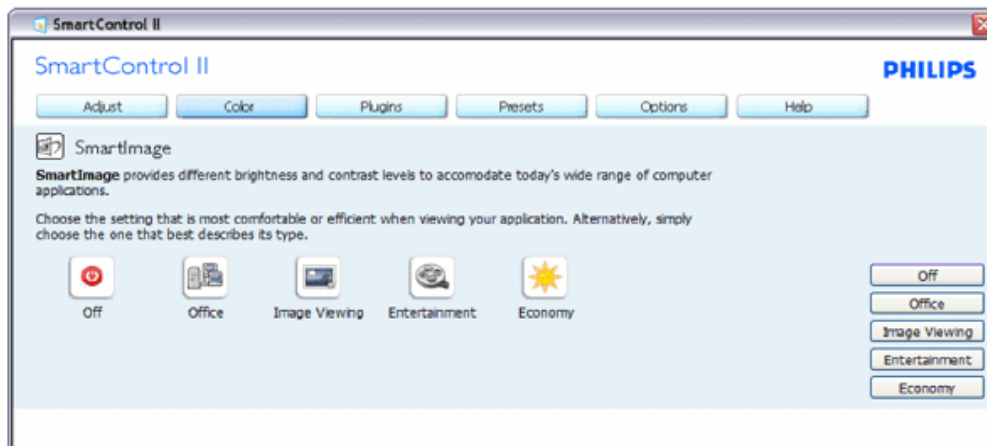 SmartControl II
SmartControl II
PHILIPS
Adjust Color Plugins Presets Options Help
SmartImage
SmartImage provides different brightness and contrast levels to accomodate today's wide range of computer
applications.
Choose the setting that is most comfortable or efficient when viewing your application. Alternatively, simply
choose the one that best describes its type.
Off Office Image Viewing Entertainment Economy
Off
Office
Image Viewing
Entertainment
Economy